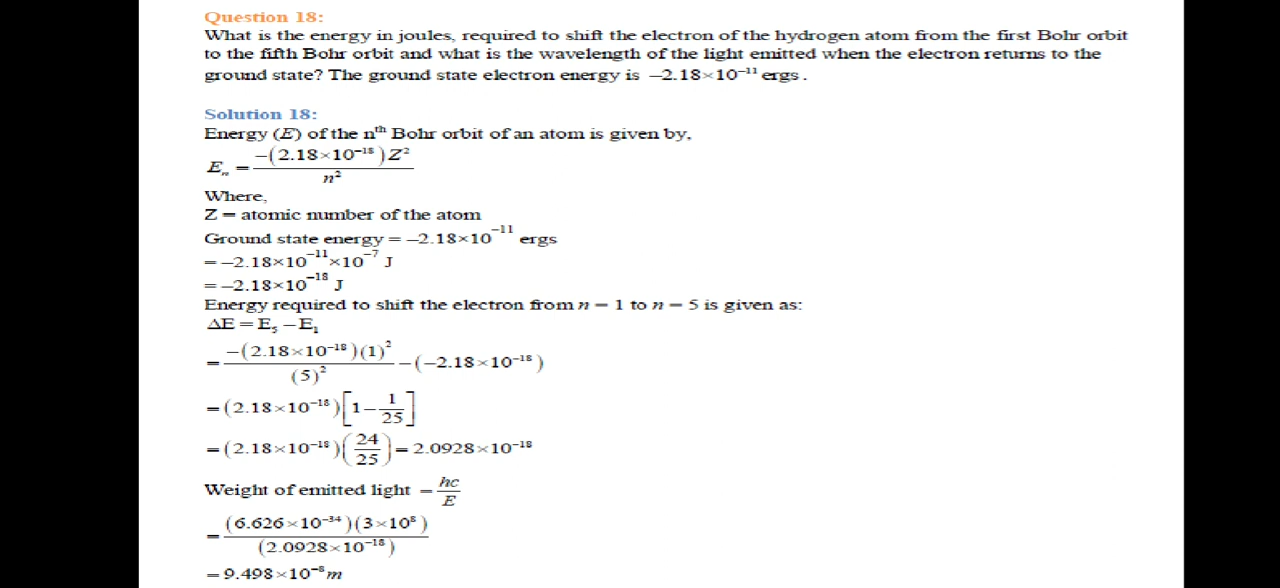 Question 18:
What is the energy in joules, required to shift the electron of the hydrogen atom from the first Bohr orbit
to the fifth Bohr orbit and what is the wavelength of the light emitted when the electron returns to the
ground state? The ground state electron energy is −2.18×10⁻¹¹ ergs.
Solution 18:
Energy (E) of the nᵗʰ Bohr orbit of an atom is given by,
Eₙ = −(2.18×10⁻¹⁸)Z² / n²
Where,
Z = atomic number of the atom
Ground state energy = −2.18×10⁻¹¹ ergs
= −2.18×10⁻¹¹×10⁻⁷ J
= −2.18×10⁻¹⁸ J
Energy required to shift the electron from n = 1 to n = 5 is given as:
ΔE = E₅ − E₁
= −(2.18×10⁻¹⁸)(1)² / (5)² − (−2.18×10⁻¹⁸)
= (2.18×10⁻¹⁸)[1 − 1/25]
= (2.18×10⁻¹⁸)(24/25) = 2.0928×10⁻¹⁸
Weight of emitted light = hc/E
= (6.626×10⁻³⁴)(3×10⁸) / (2.0928×10⁻¹⁸)
= 9.498×10⁻⁸ m